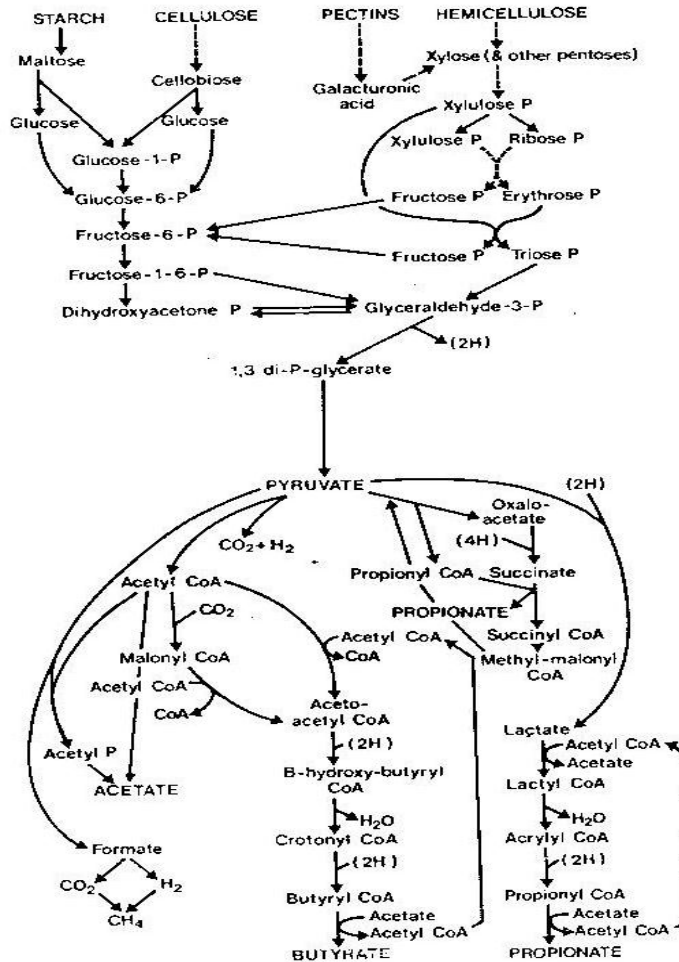 STARCH CELLULOSE PECTINS HEMICELLULOSE
Maltose Xylose (& other pentoses)
Cellobiose Galacturonic
acid
Glucose Glucose Xylulose P
Xylulose P Ribose P
Glucose-1-P
Glucose-6-P Fructose P Erythrose P
Fructose-6-P
Fructose P Triose P
Fructose-1-6-P
Dihydroxyacetone P Glyceraldehyde-3-P
(2H)
1,3 di-P-glycerate
PYRUVATE (2H)
Oxalo-
acetate
CO2+H2 (4H)
Acetyl CoA Propionyl CoA Succinate
CO2 PROPIONATE
Acetyl CoA Succinyl CoA
Malonyl CoA CoA Methyl-malonyl
CoA
Acetyl CoA
CoA Aceto-
acetyl CoA Lactate
Acetyl P (2H) Acetyl CoA
Acetate
ACETATE B-hydroxy-butyryl Lactyl CoA
CoA
H2O H2O
Formate Crotonyl CoA Acrylyl CoA
(2H) (2H)
CO2 H2
Butyryl CoA Propionyl CoA
CH4 Acetate Acetate
Acetyl CoA Acetyl CoA
BUTYRATE PROPIONATE